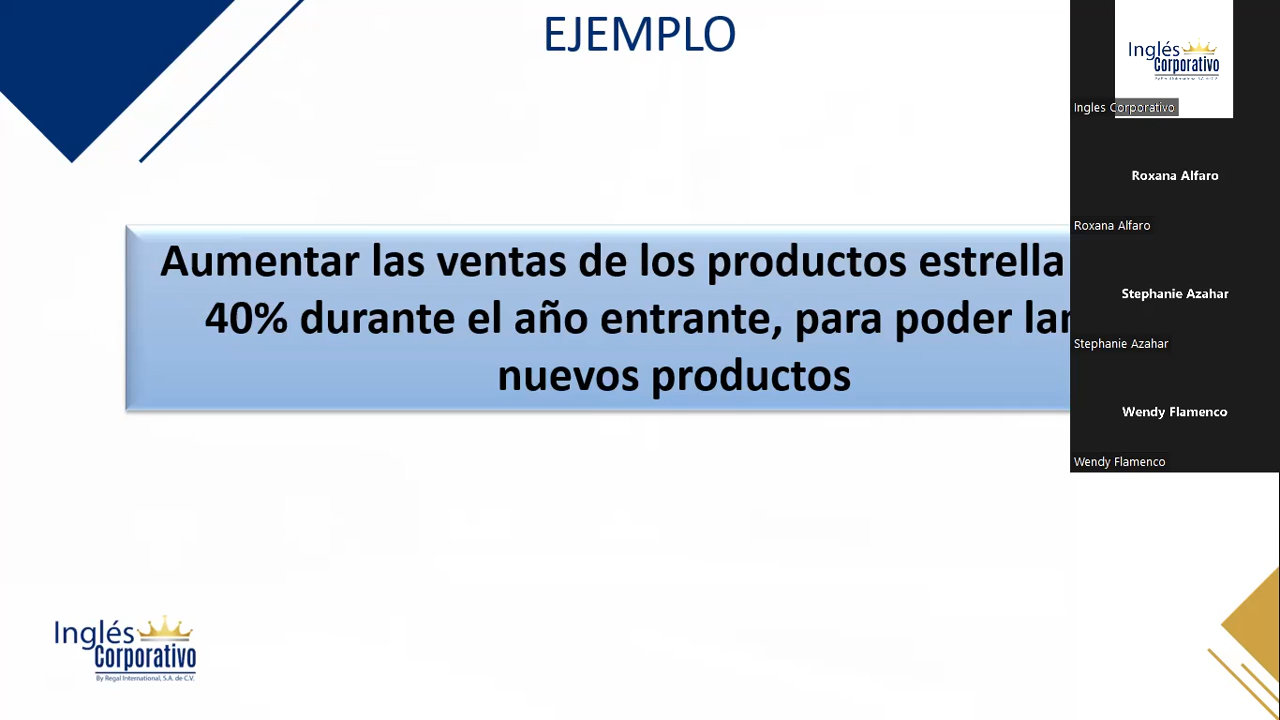 EJEMPLO
Aumentar las ventas de los productos estrella
40% durante el año entrante, para poder
nuevos productos
Inglés
Corporativo
By Regal International, S.A. de C.V.
Inglés
Corporativo
Ingles Corporativo
Roxana Alfaro
Roxana Alfaro
Stephanie Azahar
Stephanie Azahar
Wendy Flamenco
Wendy Flamenco